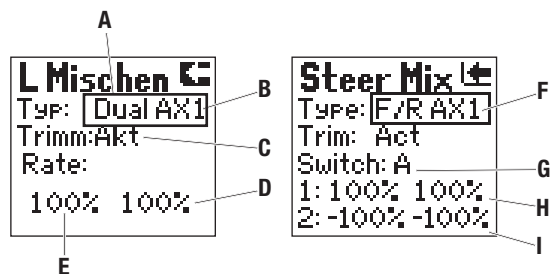 A
L Mischen
Typ: Dual AX1
B
Trimm:Akt
C
Rate:
100% 100%
D
E
Steer Mix
Type: F/R AX1
F
Trim: Act
Switch: A
G
1: 100% 100%
H
2: -100% -100%
I